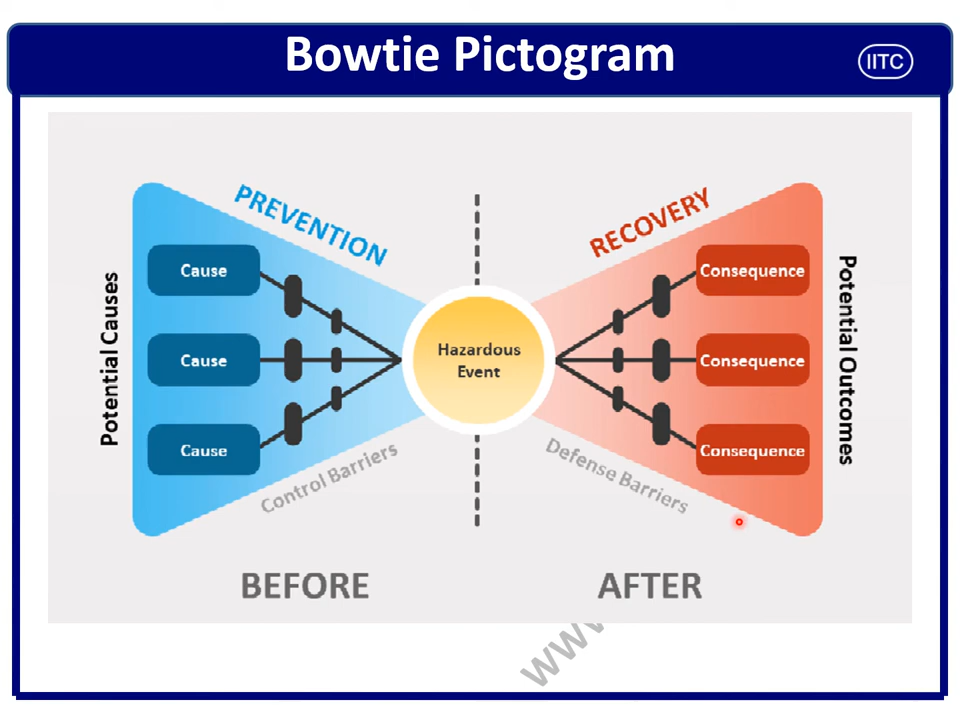 Bowtie Pictogram
IITC
PREVENTION
RECOVERY
Potential Causes
Cause
Cause
Cause
Hazardous
Event
Consequence
Consequence
Consequence
Potential Outcomes
Control Barriers
Defense Barriers
BEFORE
AFTER
www.